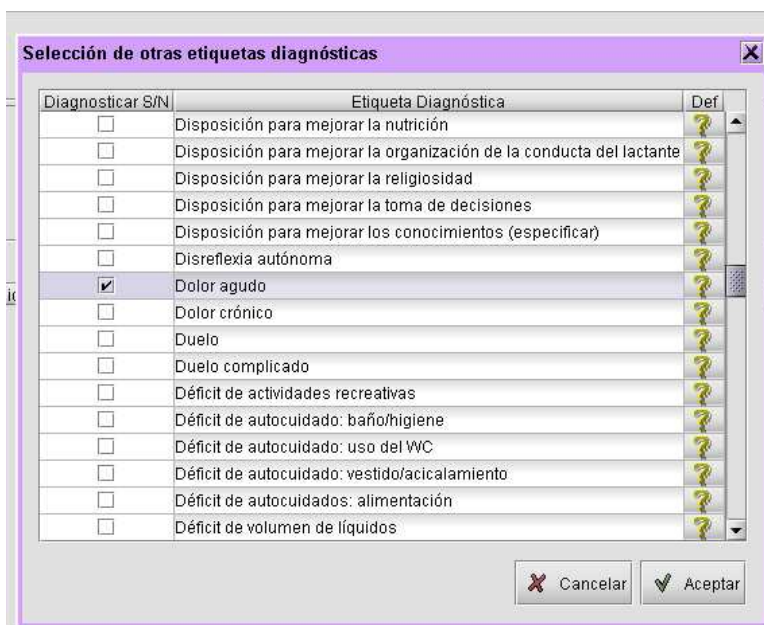 Selección de otras etiquetas diagnósticas
Diagnosticar S/N Etiqueta Diagnóstica Def
Disposición para mejorar la nutrición
Disposición para mejorar la organización de la conducta del lactante
Disposición para mejorar la religiosidad
Disposición para mejorar la toma de decisiones
Disposición para mejorar los conocimientos (especificar)
Disreflexia autónoma
Dolor agudo
Dolor crónico
Duelo
Duelo complicado
Déficit de actividades recreativas
Déficit de autocuidado: baño/higiene
Déficit de autocuidado: uso del WC
Déficit de autocuidado: vestido/acicalamiento
Déficit de autocuidados: alimentación
Déficit de volumen de líquidos
Cancelar Aceptar